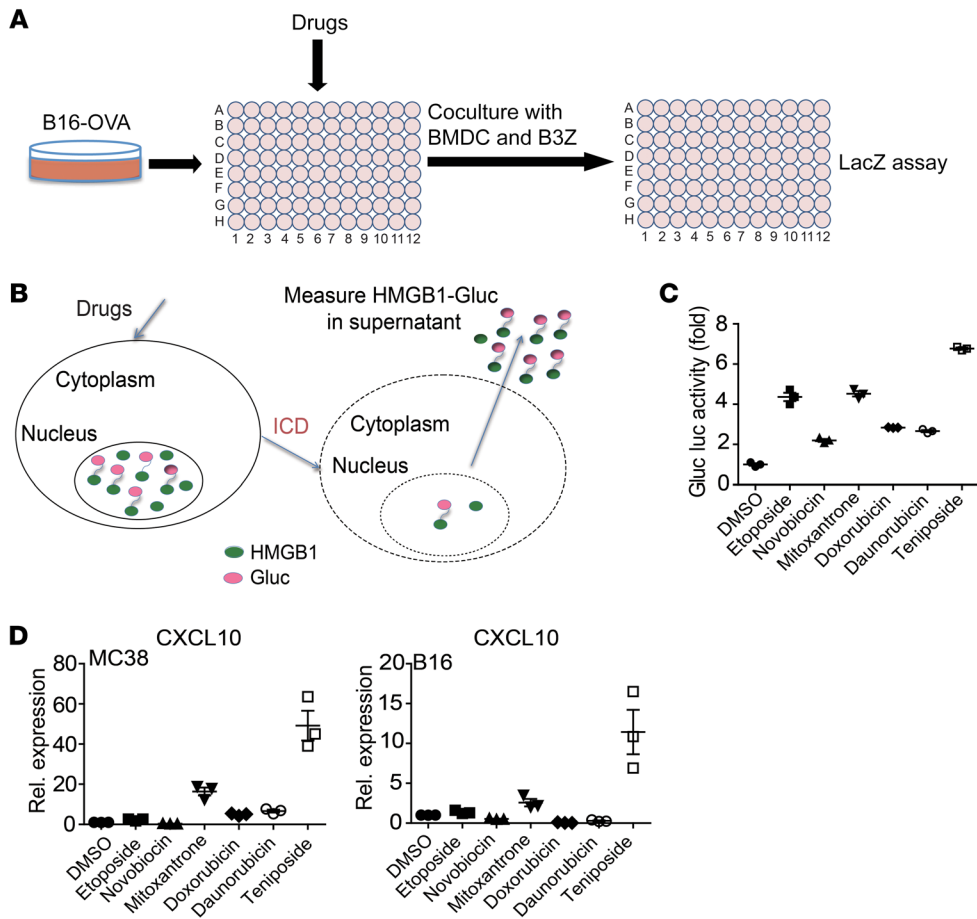 A
Drugs
B16-OVA
A
B
C
D
E
F
G
H
1 2 3 4 5 6 7 8 9 10 11 12
Coculture with
BMDC and B3Z
A
B
C
D
E
F
G
H
1 2 3 4 5 6 7 8 9 10 11 12
LacZ assay
B
Drugs
Cytoplasm
Nucleus
ICD
Measure HMGB1-Gluc
in supernatant
Cytoplasm
Nucleus
HMGB1
Gluc
C
Gluc luc activity (fold)
8
6
4
2
0
DMSO
Etoposide
Novobiocin
Mitoxantrone
Doxorubicin
Daunorubicin
Teniposide
D
CXCL10
MC38
Rel. expression
80
60
40
20
0
DMSO
Etoposide
Novobiocin
Mitoxantrone
Doxorubicin
Daunorubicin
Teniposide
CXCL10
B16
Rel. expression
20
15
10
5
0
DMSO
Etoposide
Novobiocin
Mitoxantrone
Doxorubicin
Daunorubicin
Teniposide